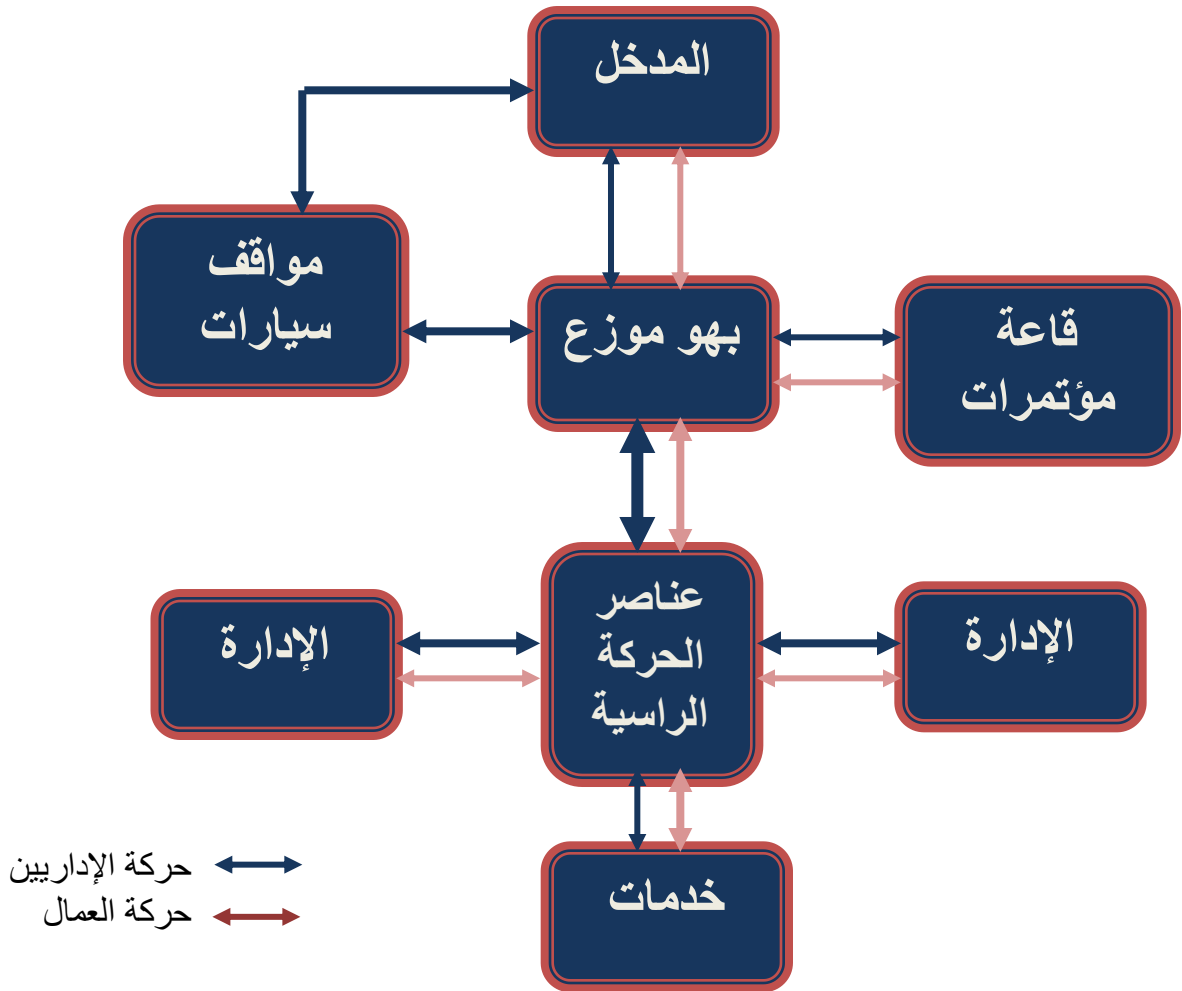 المدخل
مواقف
سيارات
بهو موزع
قاعة
مؤتمرات
الإدارة
عناصر
الحركة
الراسية
الإدارة
خدمات
حركة الإداريين
حركة العمال